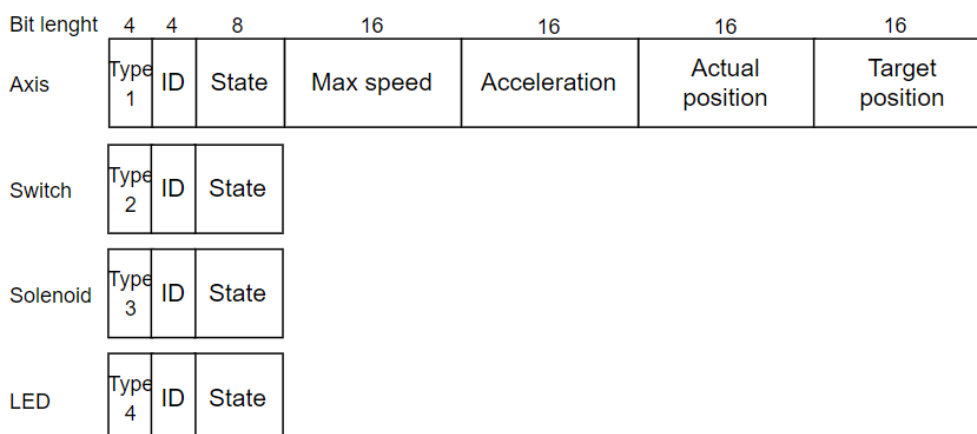 Bit lenght 4 4 8 16 16 16 16
Axis Type 1 ID State Max speed Acceleration Actual position Target position
Switch Type 2 ID State
Solenoid Type 3 ID State
LED Type 4 ID State